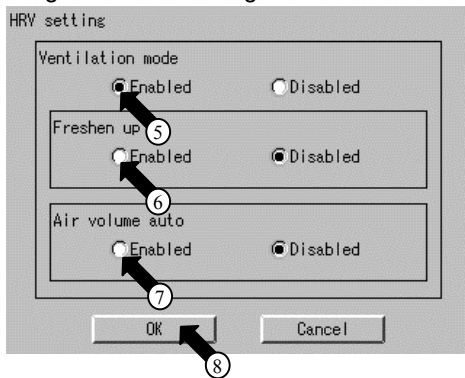 HRV setting
Ventilation mode
Enabled Disabled
5
Freshen up
Enabled Disabled
6
Air volume auto
Enabled Disabled
7
OK Cancel
8